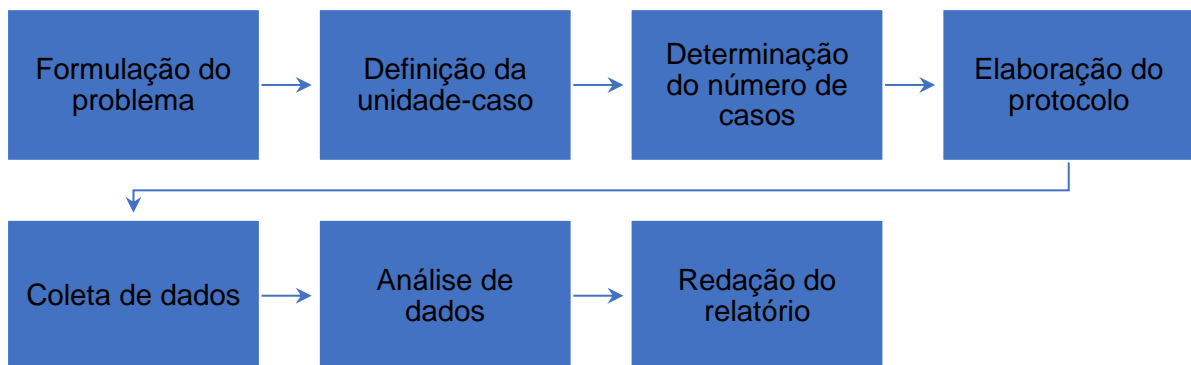 Formulação do
problema
Definição da
unidade-caso
Determinação
do número de
casos
Elaboração do
protocolo
Coleta de dados
Análise de
dados
Redação do
relatório